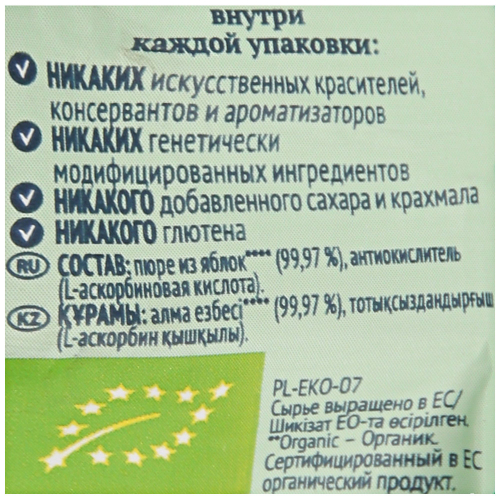 внутри
каждой упаковки:
НИКАКИХ искусственных красителей,
консервантов и ароматизаторов
НИКАКИХ генетически
модифицированных ингредиентов
НИКАКОГО добавленного сахара и крахмала
НИКАКОГО глютена
RU СОСТАВ: пюре из яблок**** (99,97 %), антиокислитель
(L-аскорбиновая кислота).
KZ ҚҰРАМЫ: алма езбесі**** (99,97 %), тотықсыздандырғыш
(L-аскорбин қышқылы).
PL-EKO-07
Сырье выращено в ЕС/
Шикізат ЕО-та өсірілген.
**Organic – Органик.
Сертифицированный в ЕС
органический продукт.